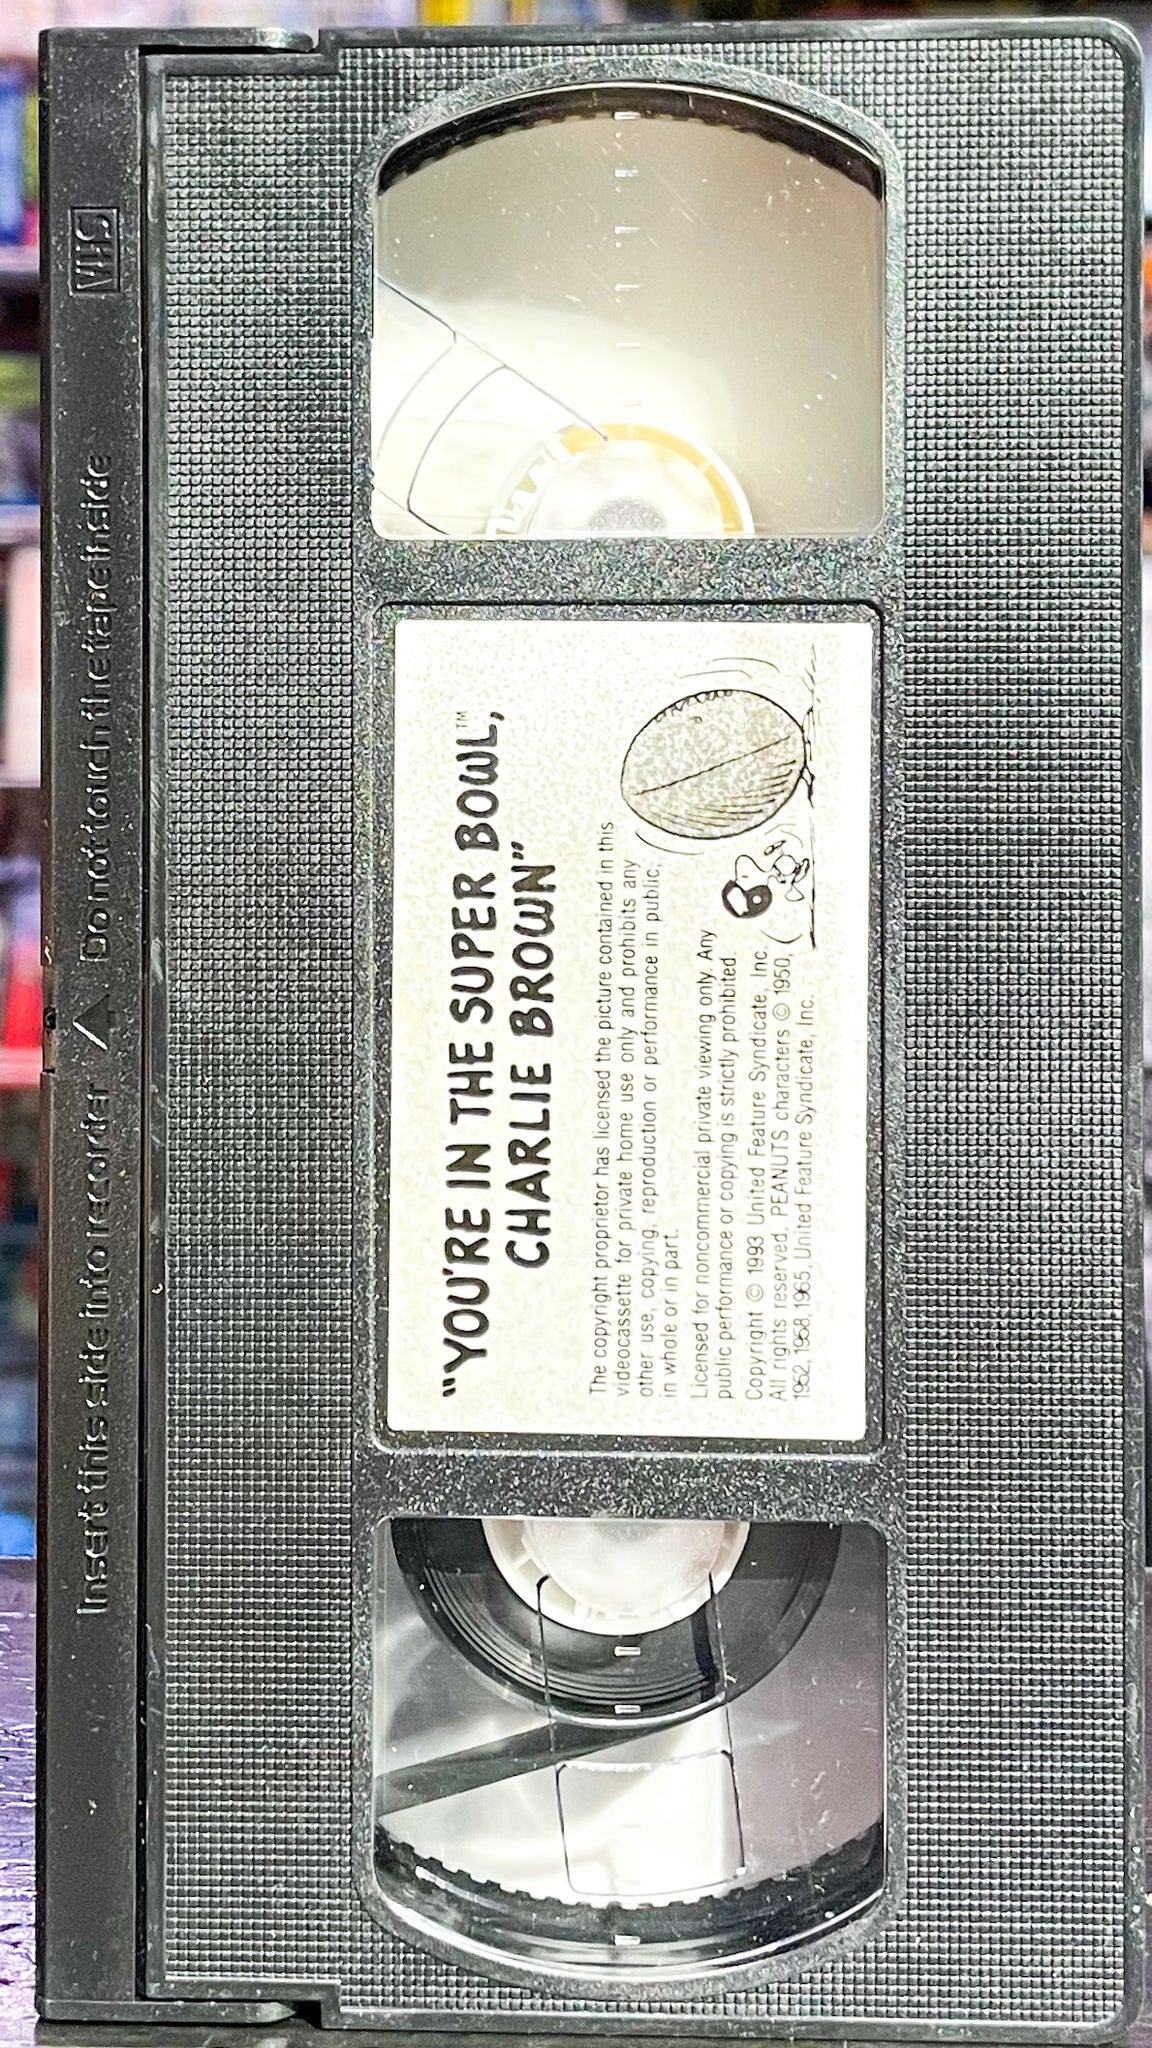 VHS
Insert this side into recorder ▲ Do not touch the tape inside
"YOU'RE IN THE SUPER BOWL,™
CHARLIE BROWN"
The copyright proprietor has licensed the picture contained in this
videocassette for private home use only and prohibits any
other use, copying, reproduction or performance in public,
in whole or in part.
Licensed for noncommercial private viewing only. Any
public performance or copying is strictly prohibited.
Copyright © 1993 United Feature Syndicate, Inc.
All rights reserved. PEANUTS characters © 1950,
1952, 1958, 1965, United Feature Syndicate, Inc.